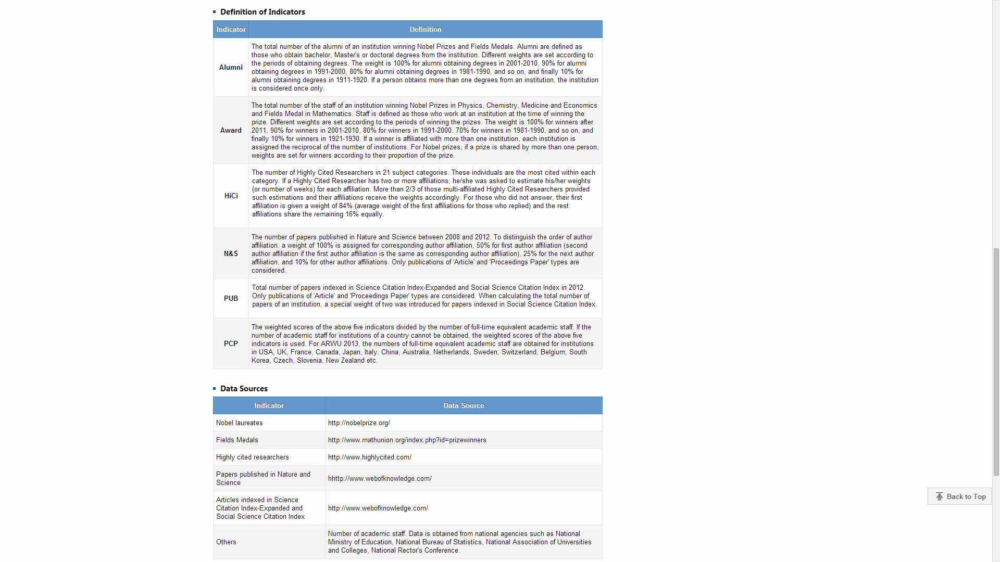 Definition of Indicators
Indicator Definition
Alumni
The total number of the alumni of an institution winning Nobel Prizes and Fields Medals. Alumni are defined as
those who obtain bachelor, Master's or doctoral degrees from the institution. Different weights are set according to
the periods of obtaining degrees. The weight is 100% for alumni obtaining degrees in 2001-2010, 90% for alumni
obtaining degrees in 1991-2000, 80% for alumni obtaining degrees in 1981-1990, and so on, and finally 10% for
alumni obtaining degrees in 1911-1920. If a person obtains more than one degrees from an institution, the institution
is considered once only.
Award
The total number of the staff of an institution winning Nobel Prizes in Physics, Chemistry, Medicine and Economics
and Fields Medal in Mathematics. Staff is defined as those who work at an institution at the time of winning the
prize. Different weights are set according to the periods of winning the prizes. The weight is 100% for winners after
2011, 90% for winners in 2001-2010, 80% for winners in 1991-2000, 70% for winners in 1981-1990, and so on, and
finally 10% for winners in 1921-1930. If a winner is affiliated with more than one institution, each institution is
assigned the reciprocal of the number of institutions. For Nobel prizes, if a prize is shared by more than one person,
weights are set for winners according to their proportion of the prize.
HiCi
The number of Highly Cited Researchers in 21 subject categories. These individuals are the most cited within each
category. If a Highly Cited Researcher has two or more affiliations, he/she was asked to estimate his/her weights
(or number of weeks) for each affiliation. More than 2/3 of those multi-affiliated Highly Cited Researchers provided
such estimations and their affiliations receive the weights accordingly. For those who did not answer, their first
affiliation is given a weight of 84% (average weight of the first affiliations for those who replied) and the rest
affiliations share the remaining 16% equally.
N&S
The number of papers published in Nature and Science between 2008 and 2012. To distinguish the order of author
affiliation, a weight of 100% is assigned for corresponding author affiliation, 50% for first author affiliation (second
author affiliation if the first author affiliation is the same as corresponding author affiliation), 25% for the next author
affiliation, and 10% for other author affiliations. Only publications of 'Article' and 'Proceedings Paper' types are
considered.
PUB
Total number of papers indexed in Science Citation Index-Expanded and Social Science Citation Index in 2012.
Only publications of 'Article' and 'Proceedings Paper' types are considered. When calculating the total number of
papers of an institution, a special weight of two was introduced for papers indexed in Social Science Citation Index.
PCP
The weighted scores of the above five indicators divided by the number of full-time equivalent academic staff. If the
number of academic staff for institutions of a country cannot be obtained, the weighted scores of the above five
indicators is used. For ARWU 2013, the numbers of full-time equivalent academic staff are obtained for institutions
in USA, UK, France, Canada, Japan, Italy, China, Australia, Netherlands, Sweden, Switzerland, Belgium, South
Korea, Czech, Slovenia, New Zealand etc.
Data Sources
Indicator Data Source
Nobel laureates http://nobelprize.org/
Fields Medals http://www.mathunion.org/index.php?id=prizewinners
Highly cited researchers http://www.highlycited.com/
Papers published in Nature and
Science
hhttp://www.webofknowledge.com/
Articles indexed in Science
Citation Index-Expanded and
Social Science Citation Index
http://www.webofknowledge.com/
Others
Number of academic staff. Data is obtained from national agencies such as National
Ministry of Education, National Bureau of Statistics, National Association of Universities
and Colleges, National Rector's Conference.
Back to Top